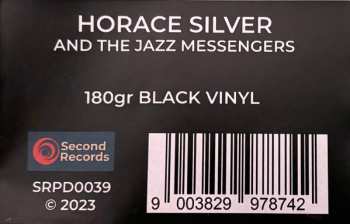 HORACE SILVER
AND THE JAZZ MESSENGERS
180gr BLACK VINYL
Second
Records
SRPD0039
© 2023
9 003829 978742